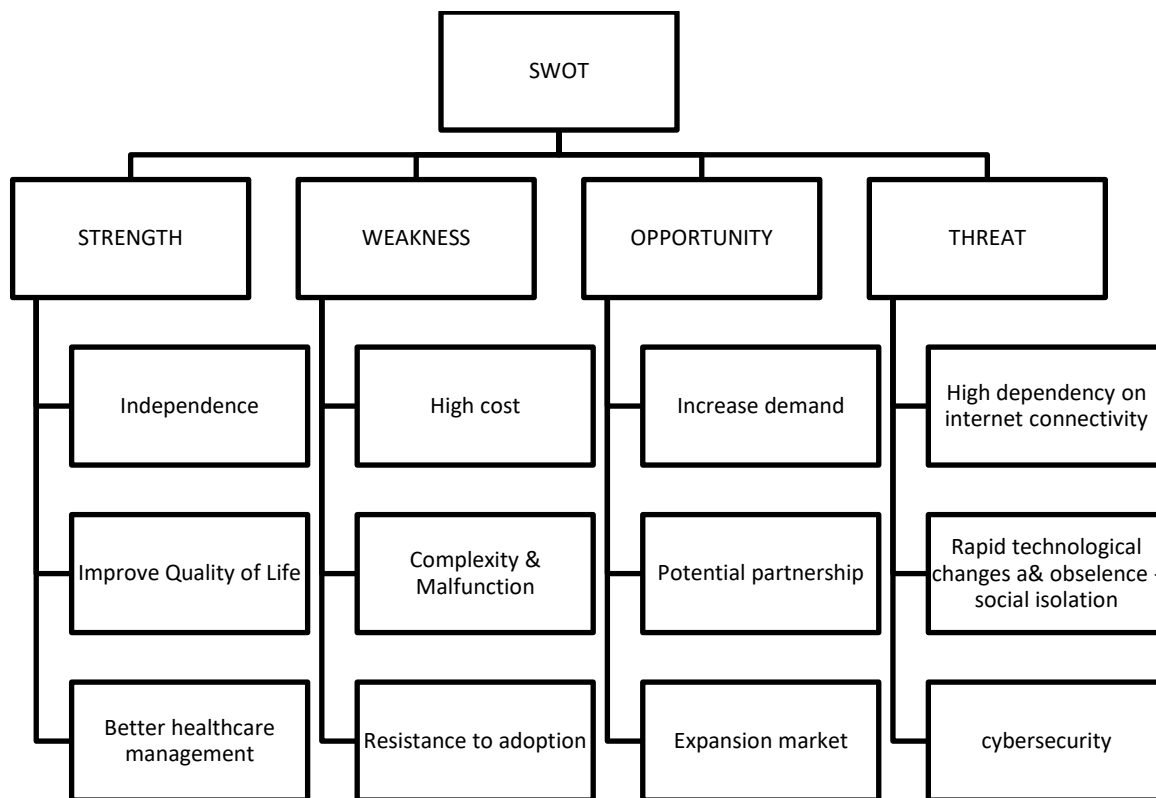 SWOT
STRENGTH
Independence
Improve Quality of Life
Better healthcare
management
WEAKNESS
High cost
Complexity &
Malfunction
Resistance to adoption
OPPORTUNITY
Increase demand
Potential partnership
Expansion market
THREAT
High dependency on
internet connectivity
Rapid technological
changes a& obselence -
social isolation
cybersecurity